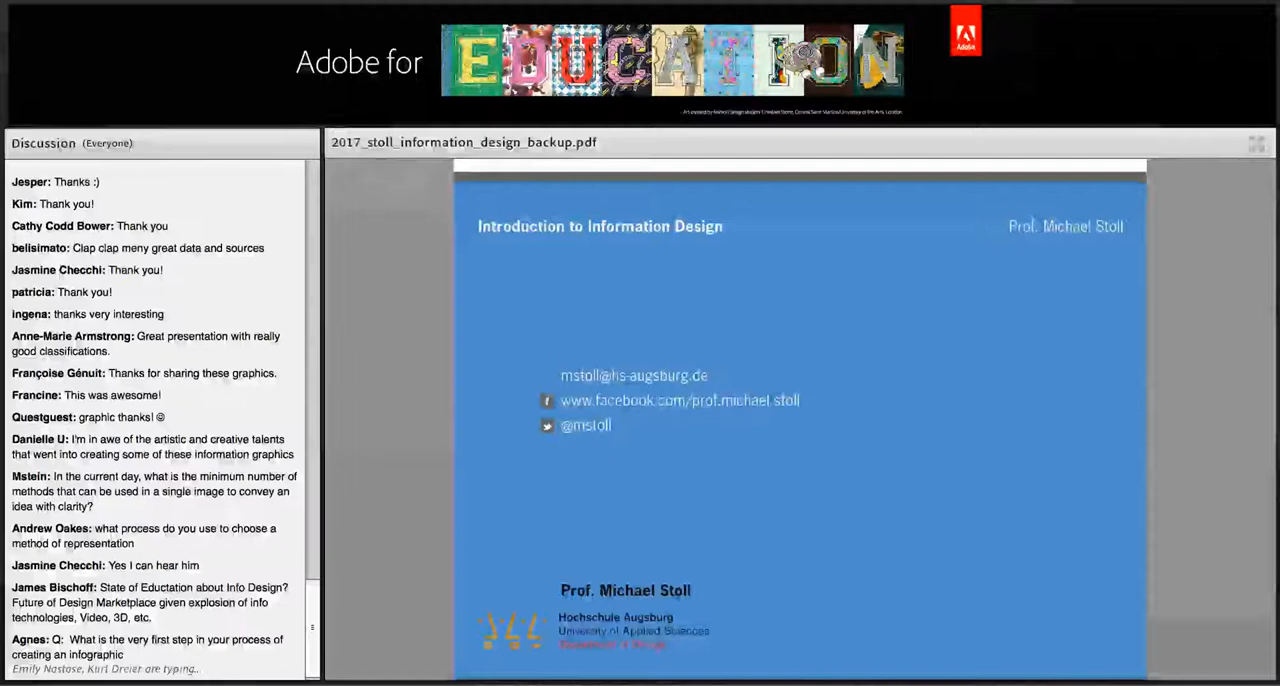 Adobe for EDUCATION
Adobe
Discussion (Everyone)
Jesper: Thanks :)
Kim: Thank you!
Cathy Codd Bower: Thank you
belisimato: Clap clap meny great data and sources
Jasmine Checchi: Thank you!
patricia: Thank you!
ingena: thanks very interesting
Anne-Marie Armstrong: Great presentation with really
good classifications.
Françoise Génuit: Thanks for sharing these graphics.
Francine: This was awesome!
Questguest: graphic thanks! ☺
Danielle U: I'm in awe of the artistic and creative talents
that went into creating some of these information graphics
Mstein: In the current day, what is the minimum number of
methods that can be used in a single image to convey an
idea with clarity?
Andrew Oakes: what process do you use to choose a
method of representation
Jasmine Checchi: Yes I can hear him
James Bischoff: State of Eductation about Info Design?
Future of Design Marketplace given explosion of info
technologies, Video, 3D, etc.
Agnes: Q: What is the very first step in your process of
creating an infographic
Emily Nastase, Kurt Dreier are typing..
2017_stoll_information_design_backup.pdf
Introduction to Information Design
Prof. Michael Stoll
mstoll@hs-augsburg.de
www.facebook.com/prof.michael.stoll
@mstoll
Prof. Michael Stoll
Hochschule Augsburg
University of Applied Sciences